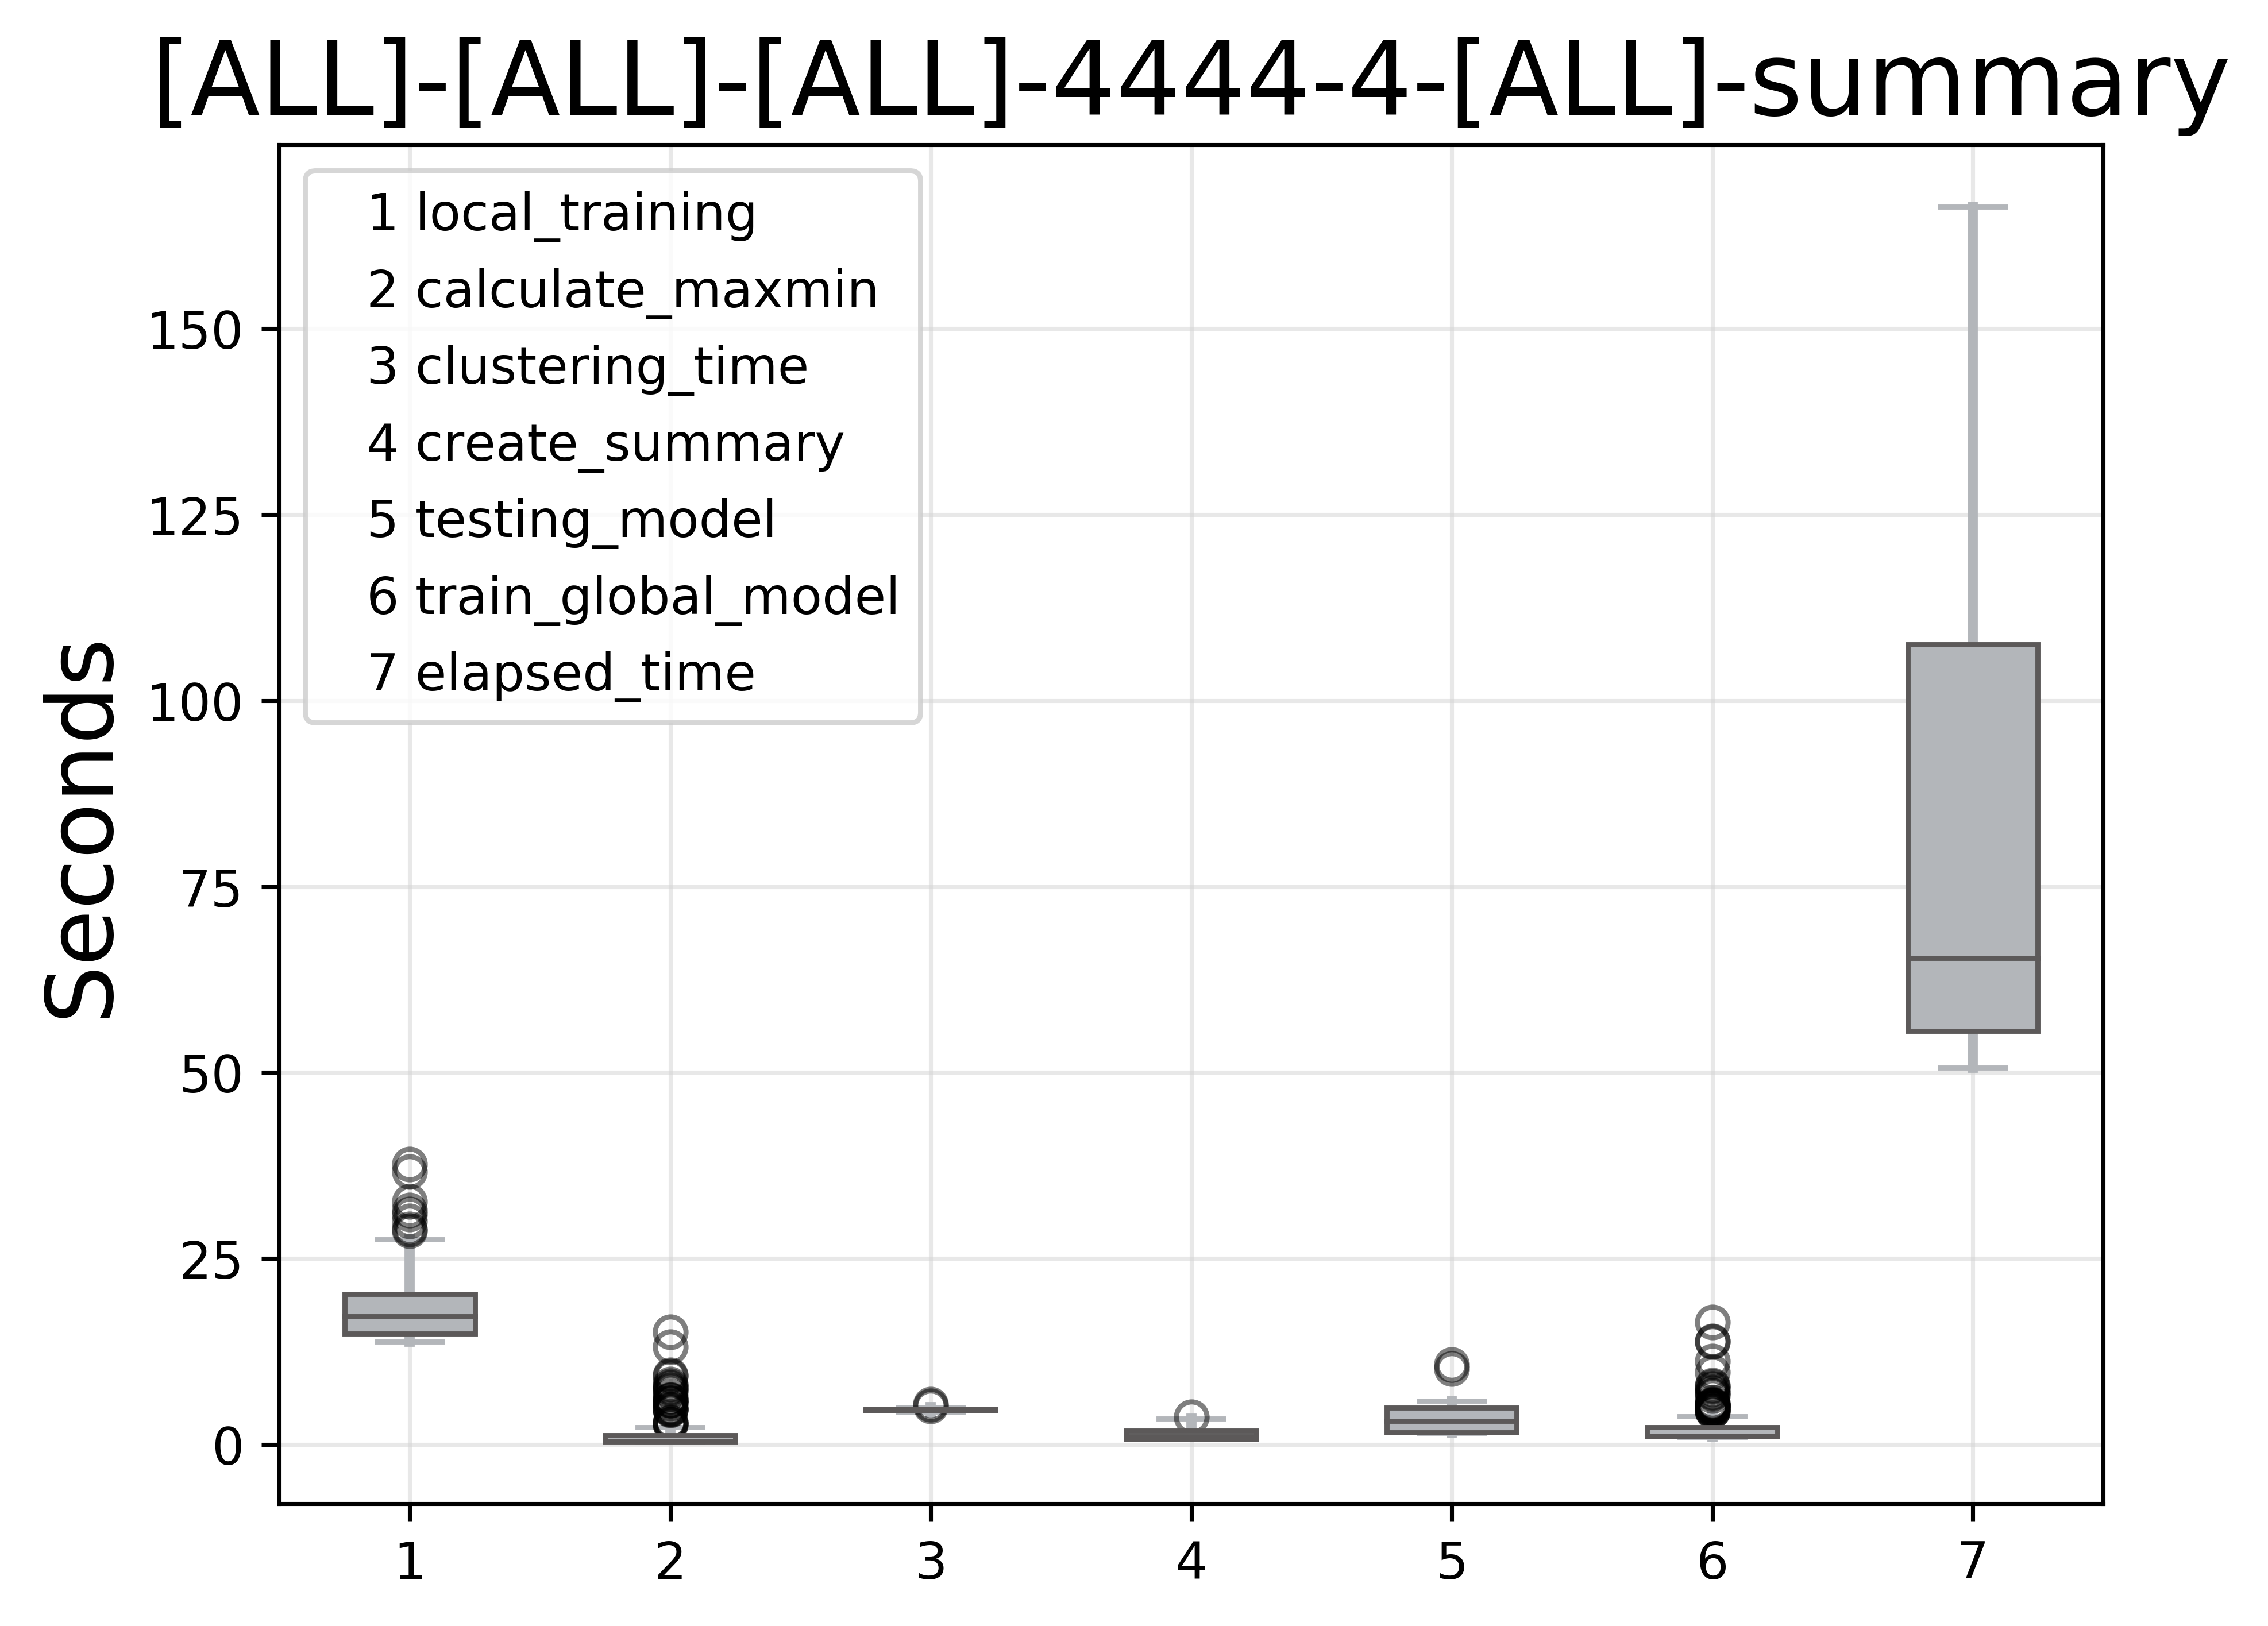 [ALL]-[ALL]-[ALL]-4444-4-[ALL]-summary
1 local_training
2 calculate_maxmin
3 clustering_time
4 create_summary
5 testing_model
6 train_global_model
7 elapsed_time
Seconds
150
125
100
75
50
25
0
1 2 3 4 5 6 7